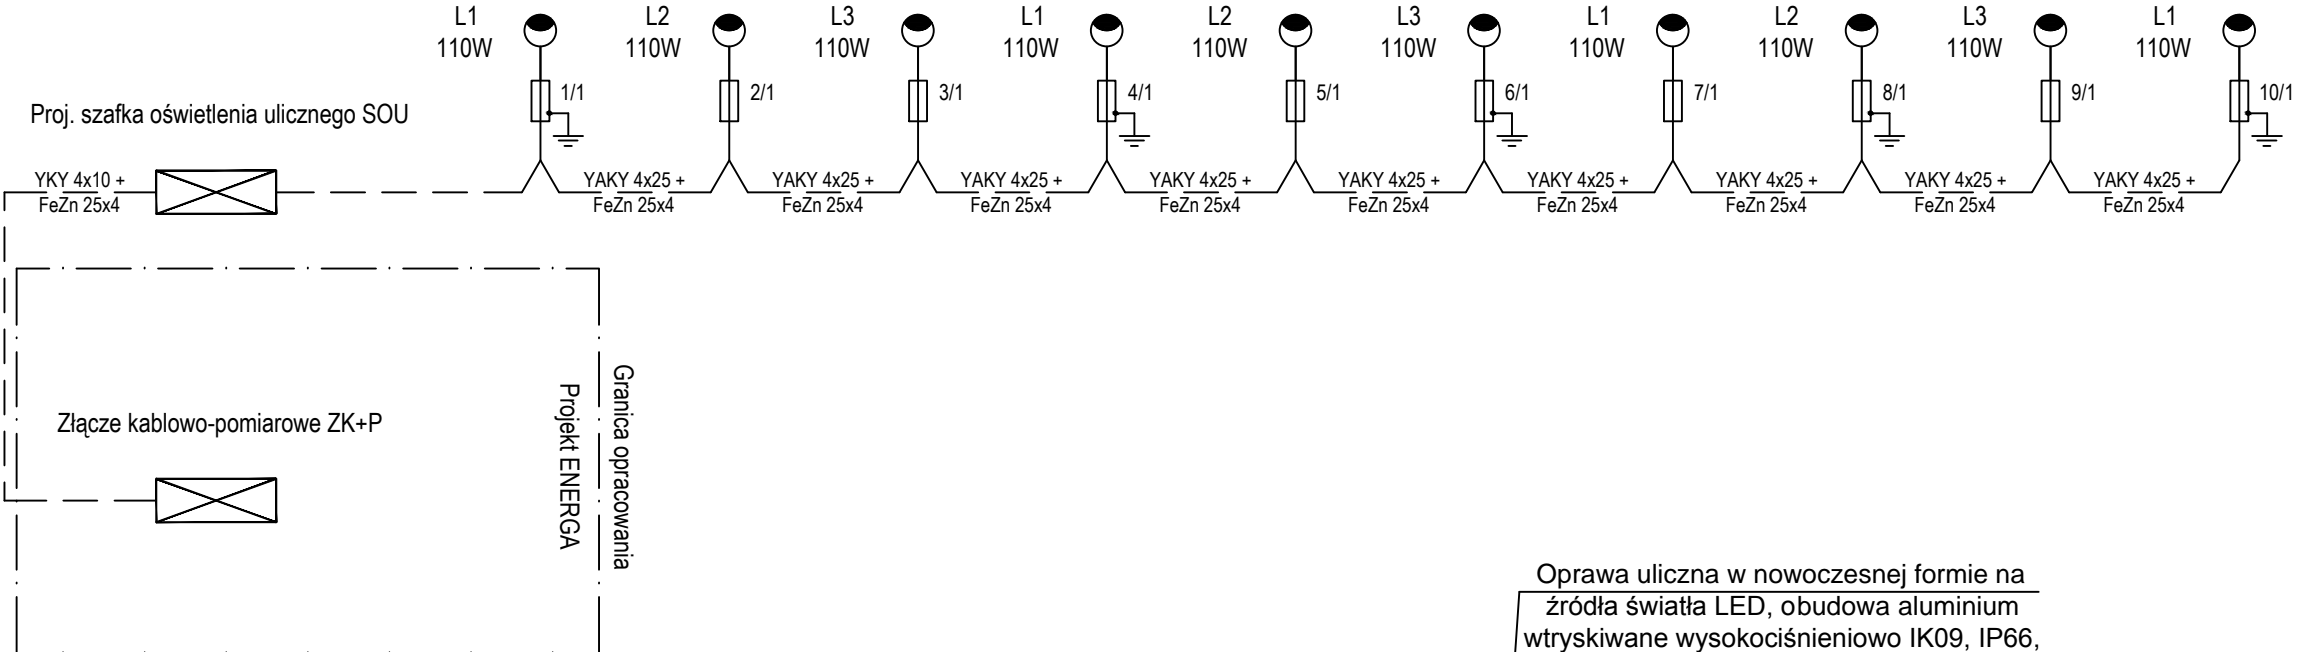 L1 L2 L3 L1 L2 L3 L1 L2 L3 L1
110W 110W 110W 110W 110W 110W 110W 110W 110W 110W
1/1 2/1 3/1 4/1 5/1 6/1 7/1 8/1 9/1 10/1
Proj. szafka oświetlenia ulicznego SOU
YKY 4x10 + YAKY 4x25 + YAKY 4x25 + YAKY 4x25 + YAKY 4x25 + YAKY 4x25 + YAKY 4x25 + YAKY 4x25 + YAKY 4x25 + YAKY 4x25 +
FeZn 25x4 FeZn 25x4 FeZn 25x4 FeZn 25x4 FeZn 25x4 FeZn 25x4 FeZn 25x4 FeZn 25x4 FeZn 25x4 FeZn 25x4
Złącze kablowo-pomiarowe ZK+P
Granica opracowania
Projekt ENERGA
Oprawa uliczna w nowoczesnej formie na
źródła światła LED, obudowa aluminium
wtryskiwane wysokociśnieniowo IK09, IP66,